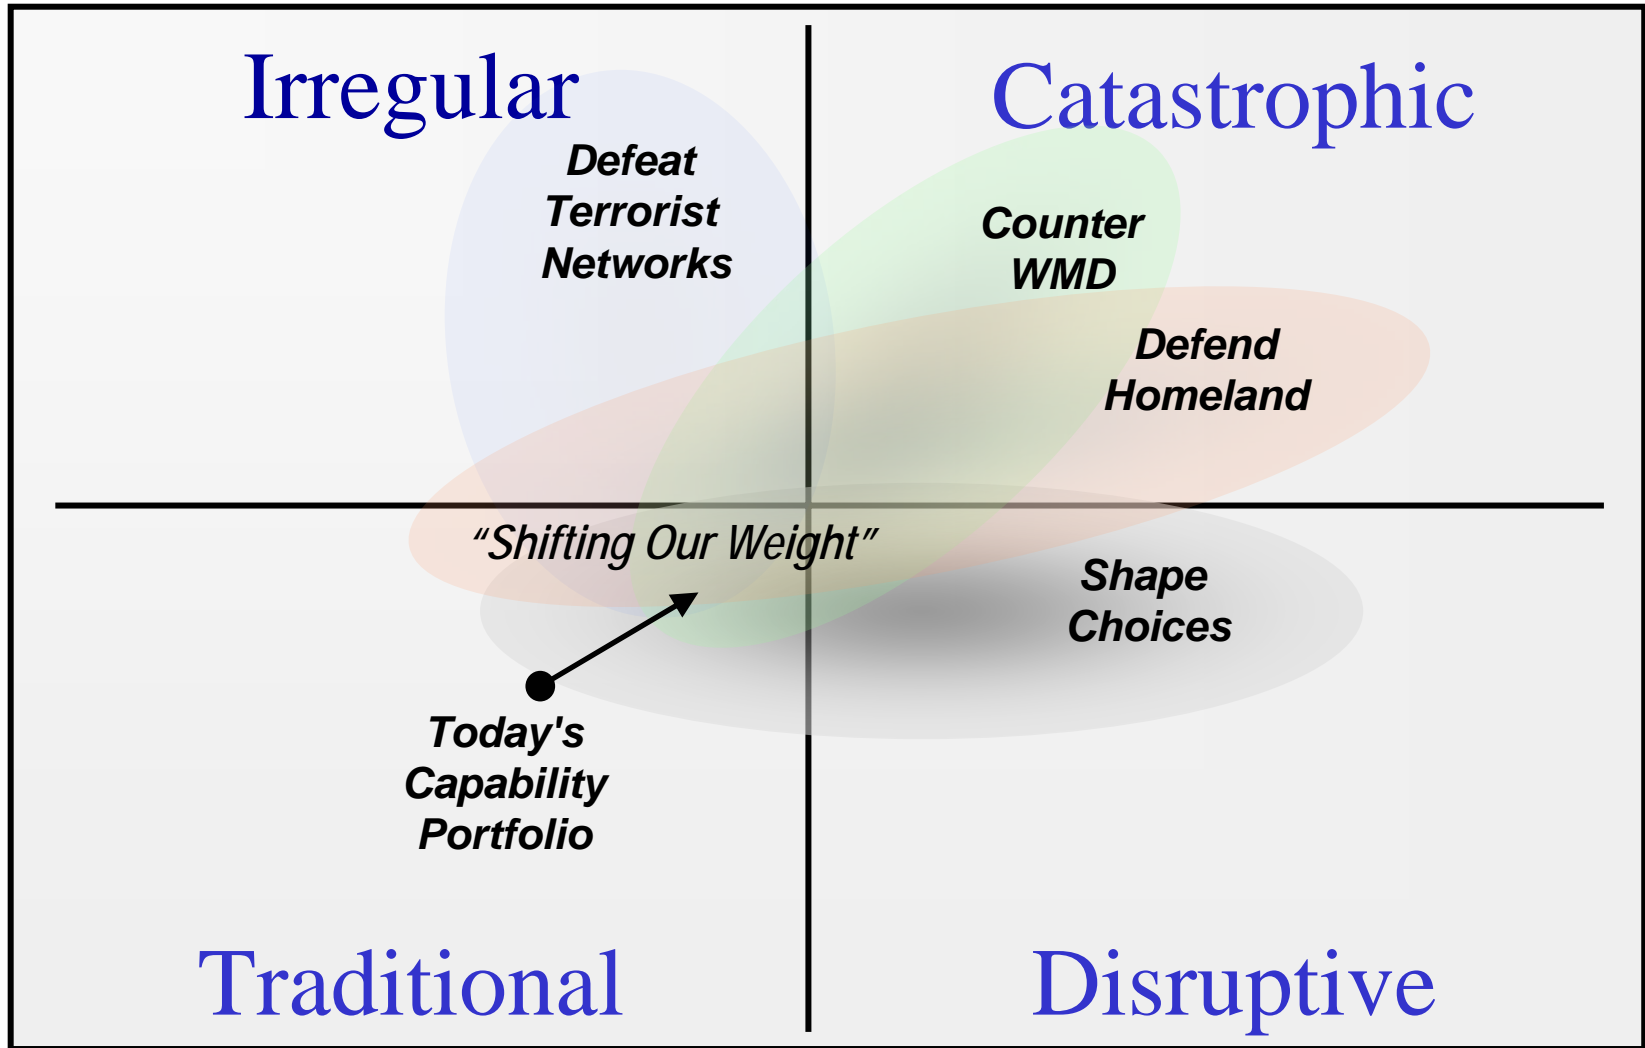 Irregular
Catastrophic
Defeat
Terrorist
Networks
Counter
WMD
Defend
Homeland
“Shifting Our Weight”
Shape
Choices
Today's
Capability
Portfolio
Traditional
Disruptive